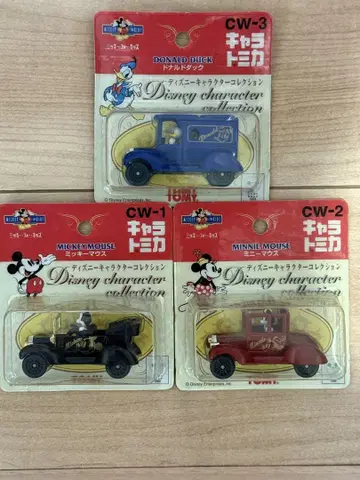 CW-3
キャラ
トミカ
DONALD DUCK
ドナルドダック
ディズニーキャラクターコレクション
Disney character
collection
TOMY
CW-1
キャラ
トミカ
MICKEY MOUSE
ミッキーマウス
ディズニーキャラクターコレクション
Disney character
collection
CW-2
キャラ
トミカ
MINNIE MOUSE
ミニーマウス
ディズニーキャラクターコレクション
Disney character
collection
© Disney Enterprises, Inc.
TOMY